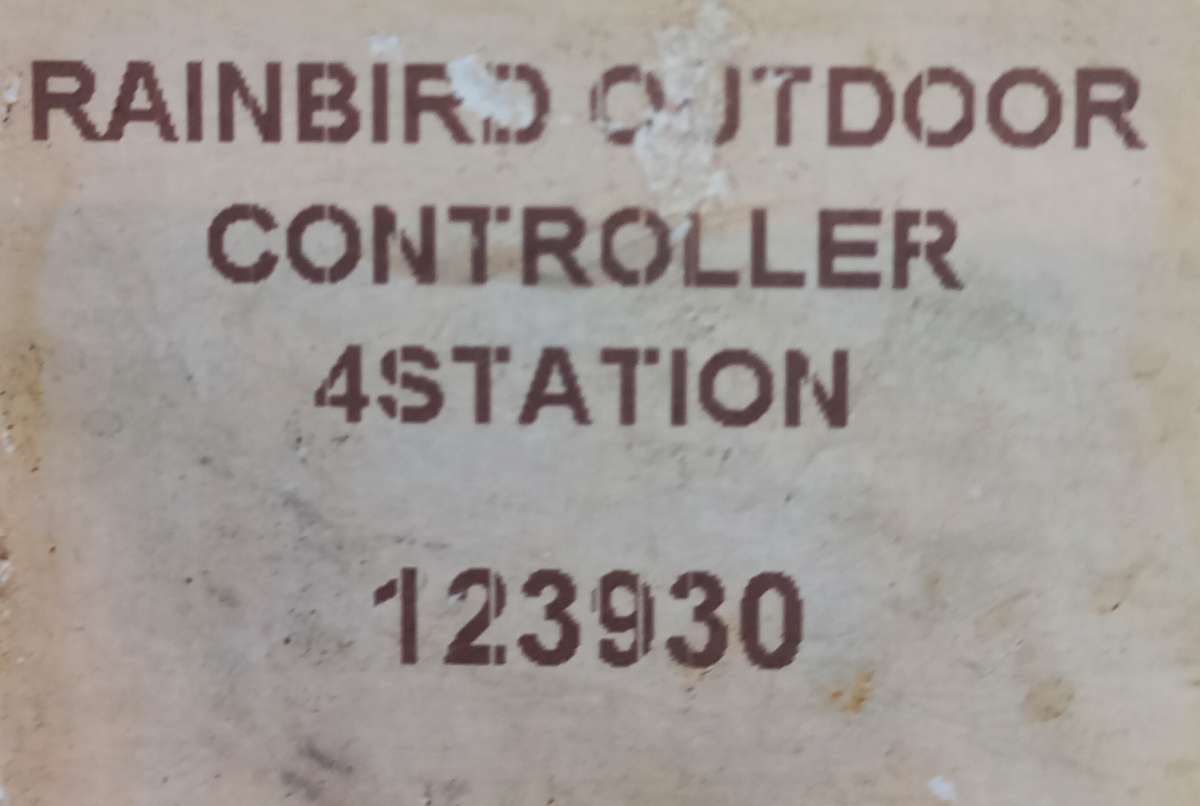 RAINBIRD OUTDOOR
CONTROLLER
4STATION
123930